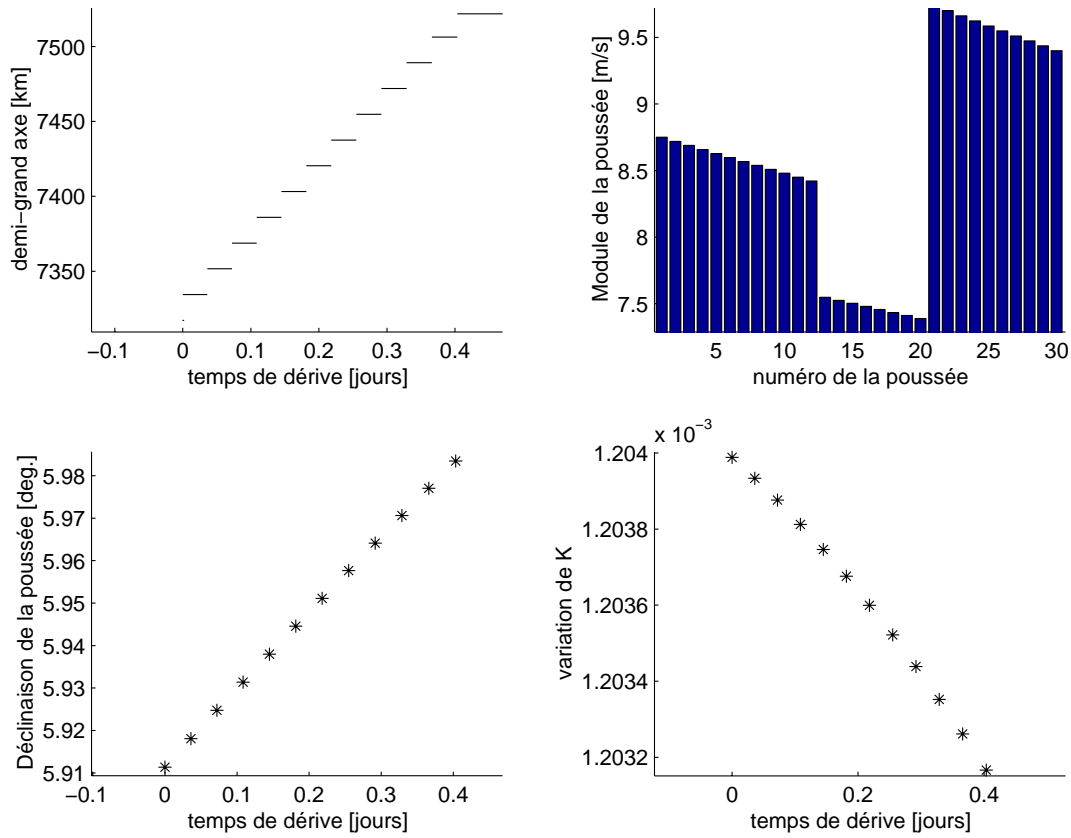 demi−grand axe [km]
7500
7450
7400
7350
−0.1 0 0.1 0.2 0.3 0.4
temps de dérive [jours]
Module de la poussée [m/s]
9.5
9
8.5
8
7.5
5 10 15 20 25 30
numéro de la poussée
Déclinaison de la poussée [deg.]
5.98
5.97
5.96
5.95
5.94
5.93
5.92
5.91
−0.1 0 0.1 0.2 0.3 0.4
temps de dérive [jours]
x 10−3
variation de K
1.204
1.2038
1.2036
1.2034
1.2032
0 0.2 0.4
temps de dérive [jours]